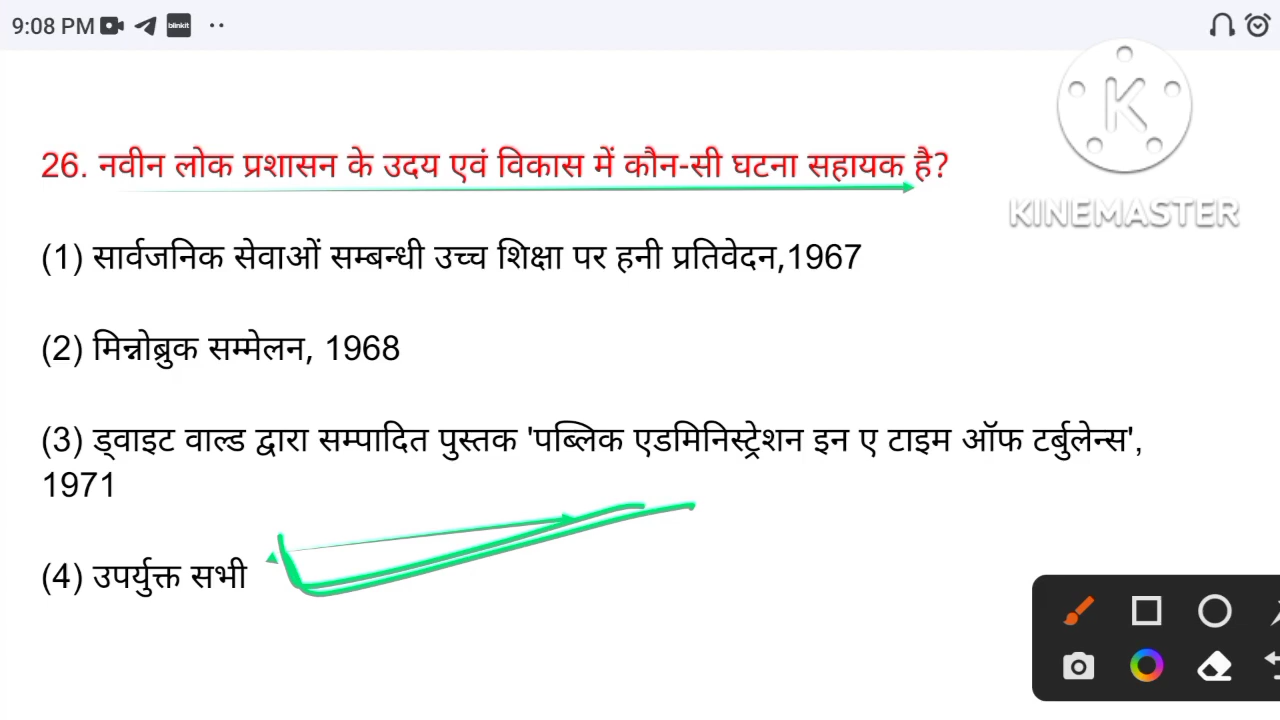 9:08 PM
blinkit
KINEMASTER
26. नवीन लोक प्रशासन के उदय एवं विकास में कौन-सी घटना सहायक है?
(1) सार्वजनिक सेवाओं सम्बन्धी उच्च शिक्षा पर हनी प्रतिवेदन,1967
(2) मिन्नोब्रुक सम्मेलन, 1968
(3) ड्वाइट वाल्ड द्वारा सम्पादित पुस्तक 'पब्लिक एडमिनिस्ट्रेशन इन ए टाइम ऑफ टर्बुलेन्स',
1971
(4) उपर्युक्त सभी